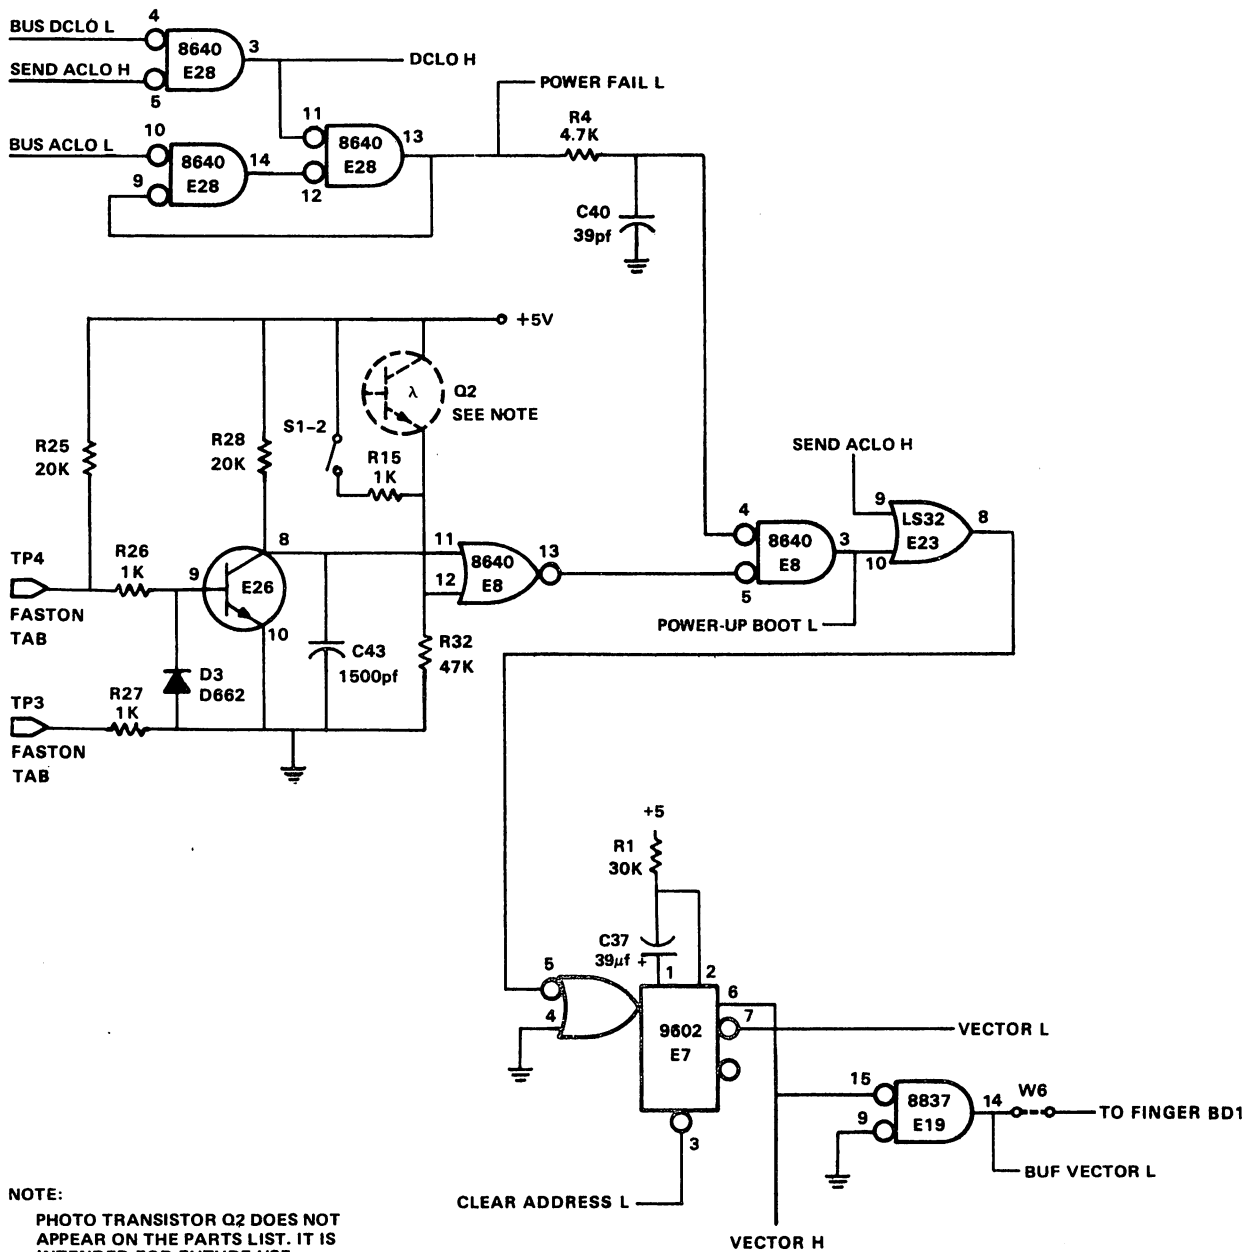 BUS DCLO L
4
8640
E28
3
DCLO H
SEND ACLO H
5
POWER FAIL L
BUS ACLO L
10
8640
E28
14
9
11
8640
E28
13
12
R4
4.7K
C40
39pf
+5V
λ
Q2
SEE NOTE
S1-2
R15
1K
R25
20K
R28
20K
TP4
FASTON
TAB
R26
1K
9
8
E26
10
11
8640
E8
13
12
C43
1500pf
R32
47K
D3
D662
TP3
FASTON
TAB
R27
1K
SEND ACLO H
4
8640
E8
3
5
9
LS32
E23
8
10
POWER-UP BOOT L
+5
R1
30K
C37
39μf +
1
2
5
4
9602
E7
6
7
VECTOR L
3
CLEAR ADDRESS L
VECTOR H
15
8837
E19
14
9
W6
TO FINGER BD1
BUF VECTOR L
NOTE:
PHOTO TRANSISTOR Q2 DOES NOT
APPEAR ON THE PARTS LIST. IT IS